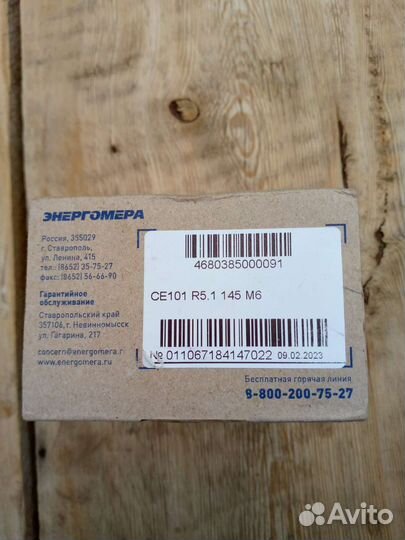 ЭНЕРГОМЕРА
Россия, 355029
г. Ставрополь,
ул. Ленина, 415
тел.: (8652) 35-75-27
факс: (8652) 56-66-90
Гарантийное
обслуживание
Ставропольский край
357106, г. Невинномысск
ул. Гагарина, 217
concern@energomera.r
www.energomera.ru
4680385000091
CE101 R5.1 145 M6
№ 011067184147022 09.02.2023
Бесплатная горячая линия
8-800-200-75-27
Avito